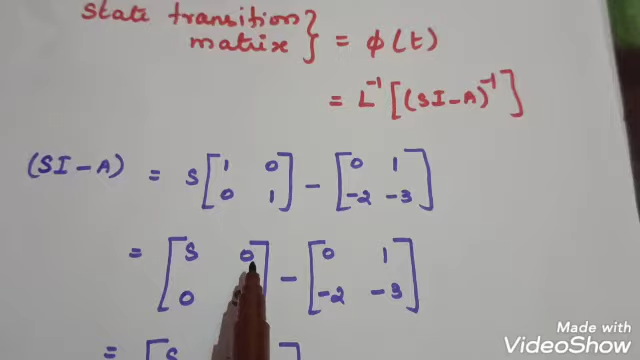 State transition
matrix } = ϕ(t)
= L⁻¹[(SI-A)⁻¹]
(SI-A) = S[1 0 - [0 1
0 1] -2 -3]
= [S 0 - [0 1
0 ] -2 -3]
= [S ]
Made with
VideoShow